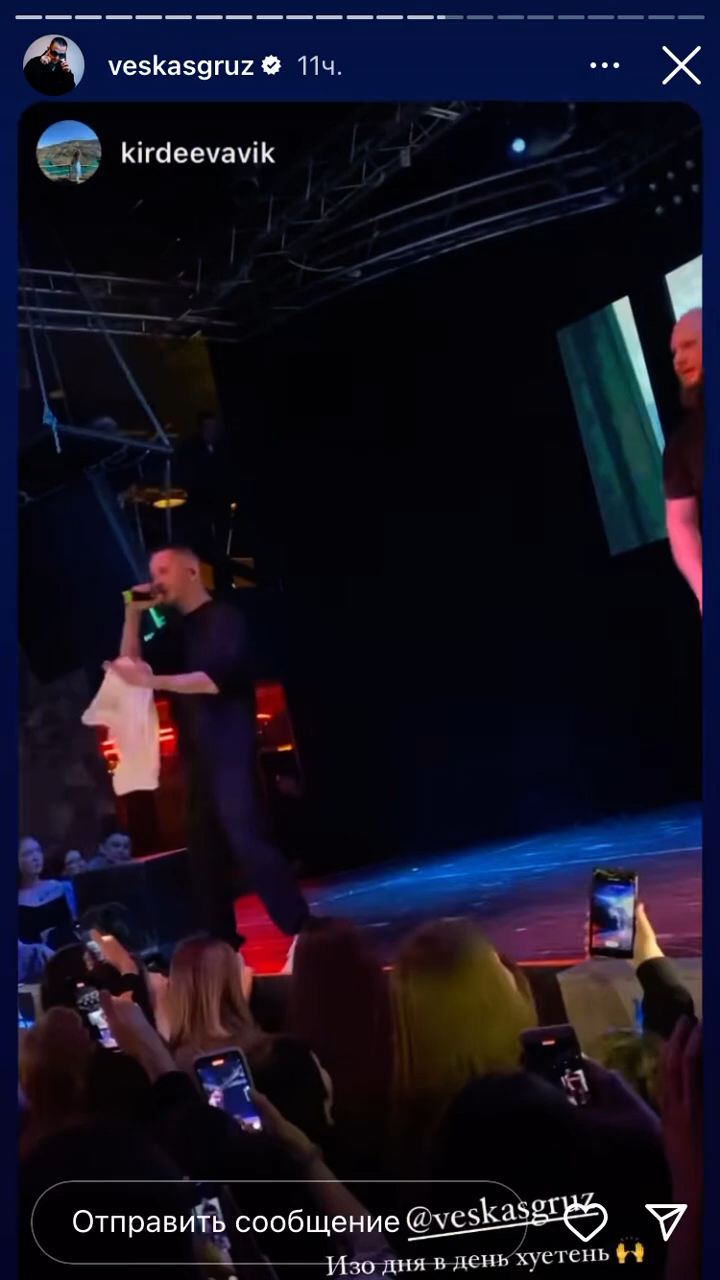 veskasgruz 11ч.
kirdeevavik
Отправить сообщение @veskasgruz
Изо дня в день хуетень 🙌